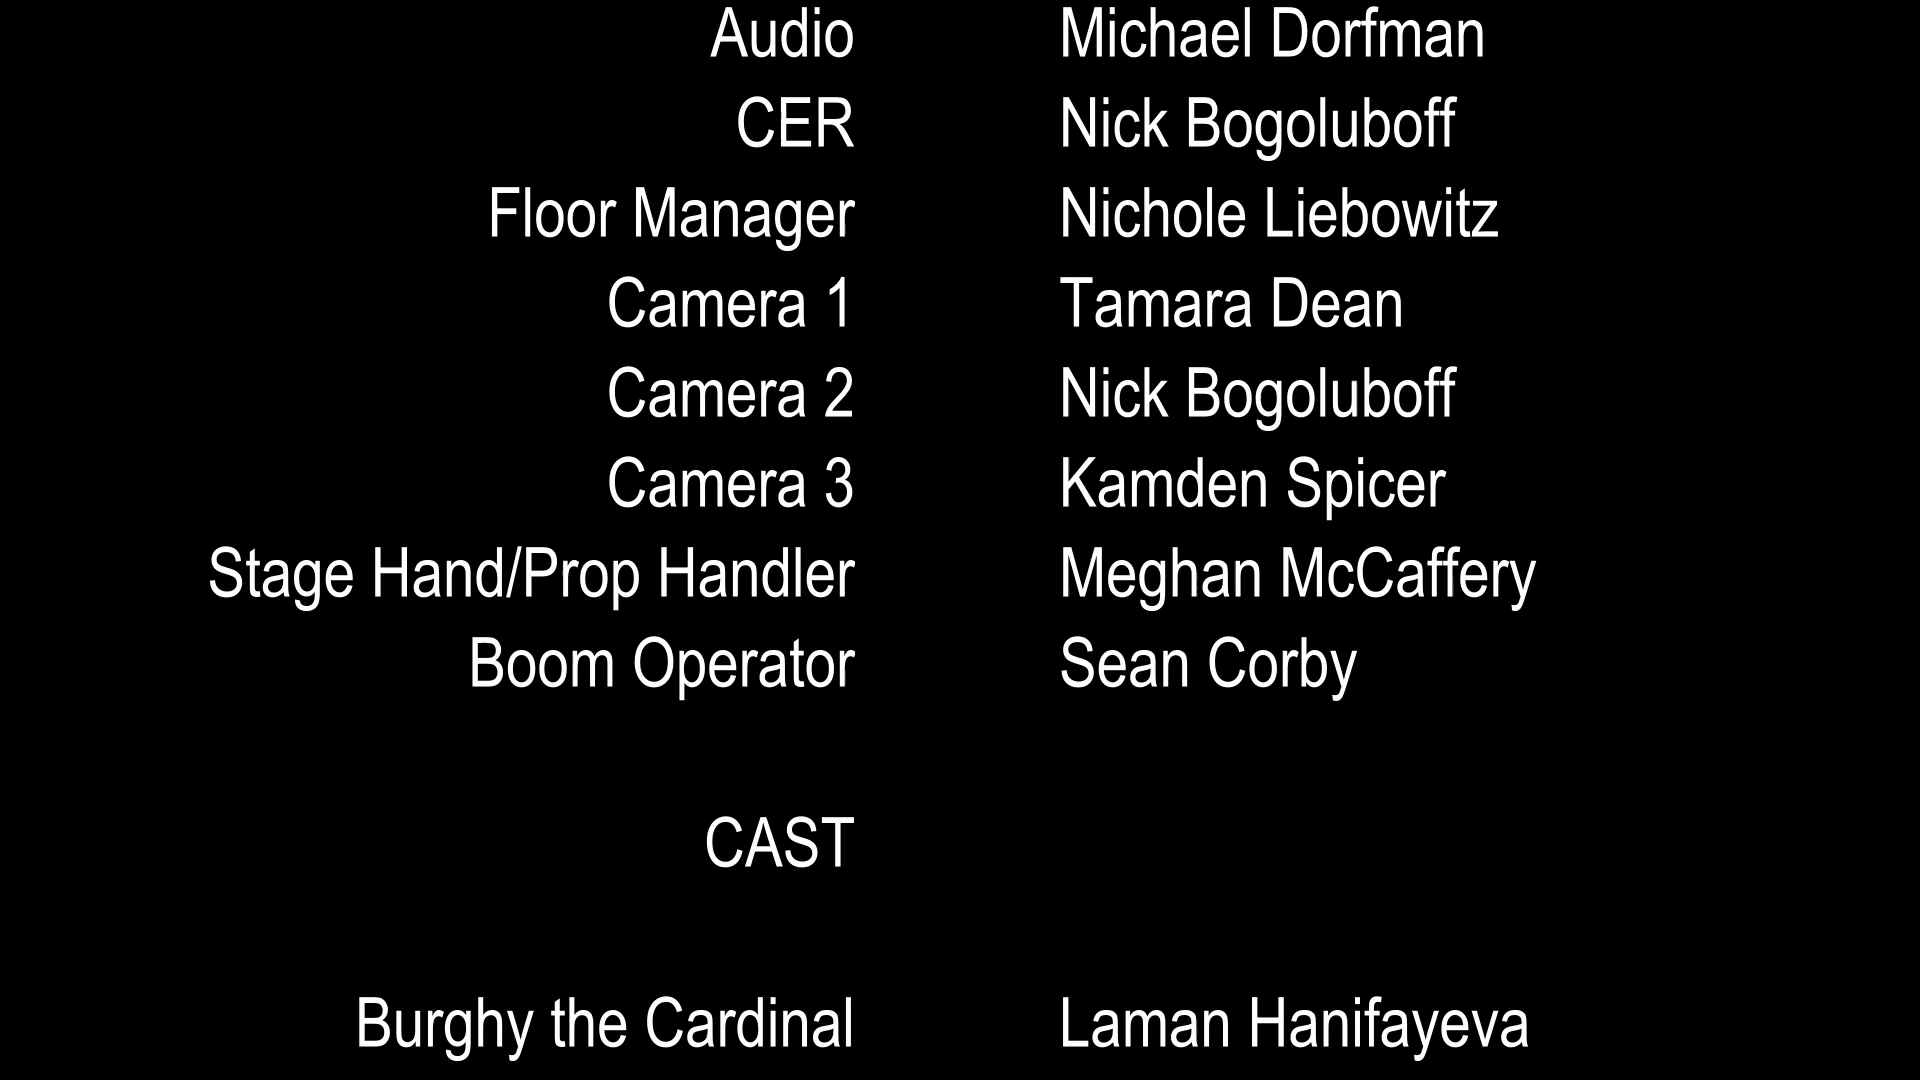 Audio Michael Dorfman
CER Nick Bogoluboff
Floor Manager Nichole Liebowitz
Camera 1 Tamara Dean
Camera 2 Nick Bogoluboff
Camera 3 Kamden Spicer
Stage Hand/Prop Handler Meghan McCaffery
Boom Operator Sean Corby
CAST
Burghy the Cardinal Laman Hanifayeva